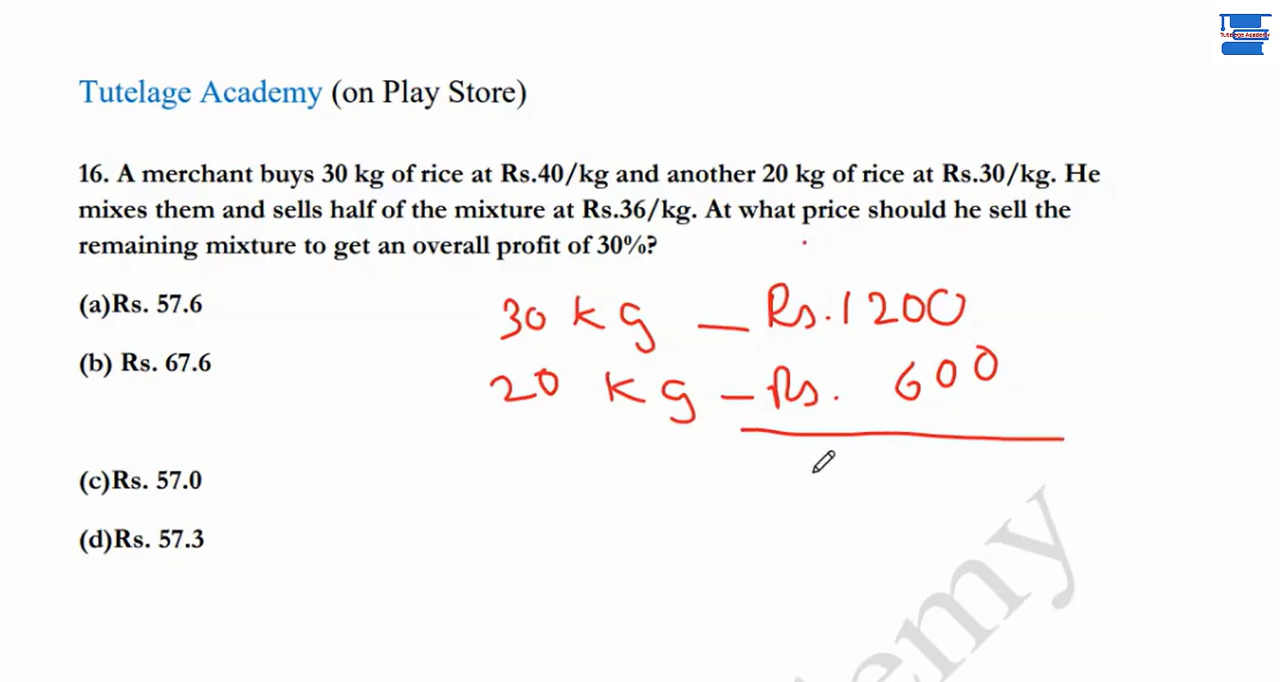 Tutelage Academy
Tutelage Academy (on Play Store)
16. A merchant buys 30 kg of rice at Rs.40/kg and another 20 kg of rice at Rs.30/kg. He
mixes them and sells half of the mixture at Rs.36/kg. At what price should he sell the
remaining mixture to get an overall profit of 30%?
(a)Rs. 57.6
30 kg — Rs. 1200
(b) Rs. 67.6
20 kg — Rs. 600
(c)Rs. 57.0
(d)Rs. 57.3
demy